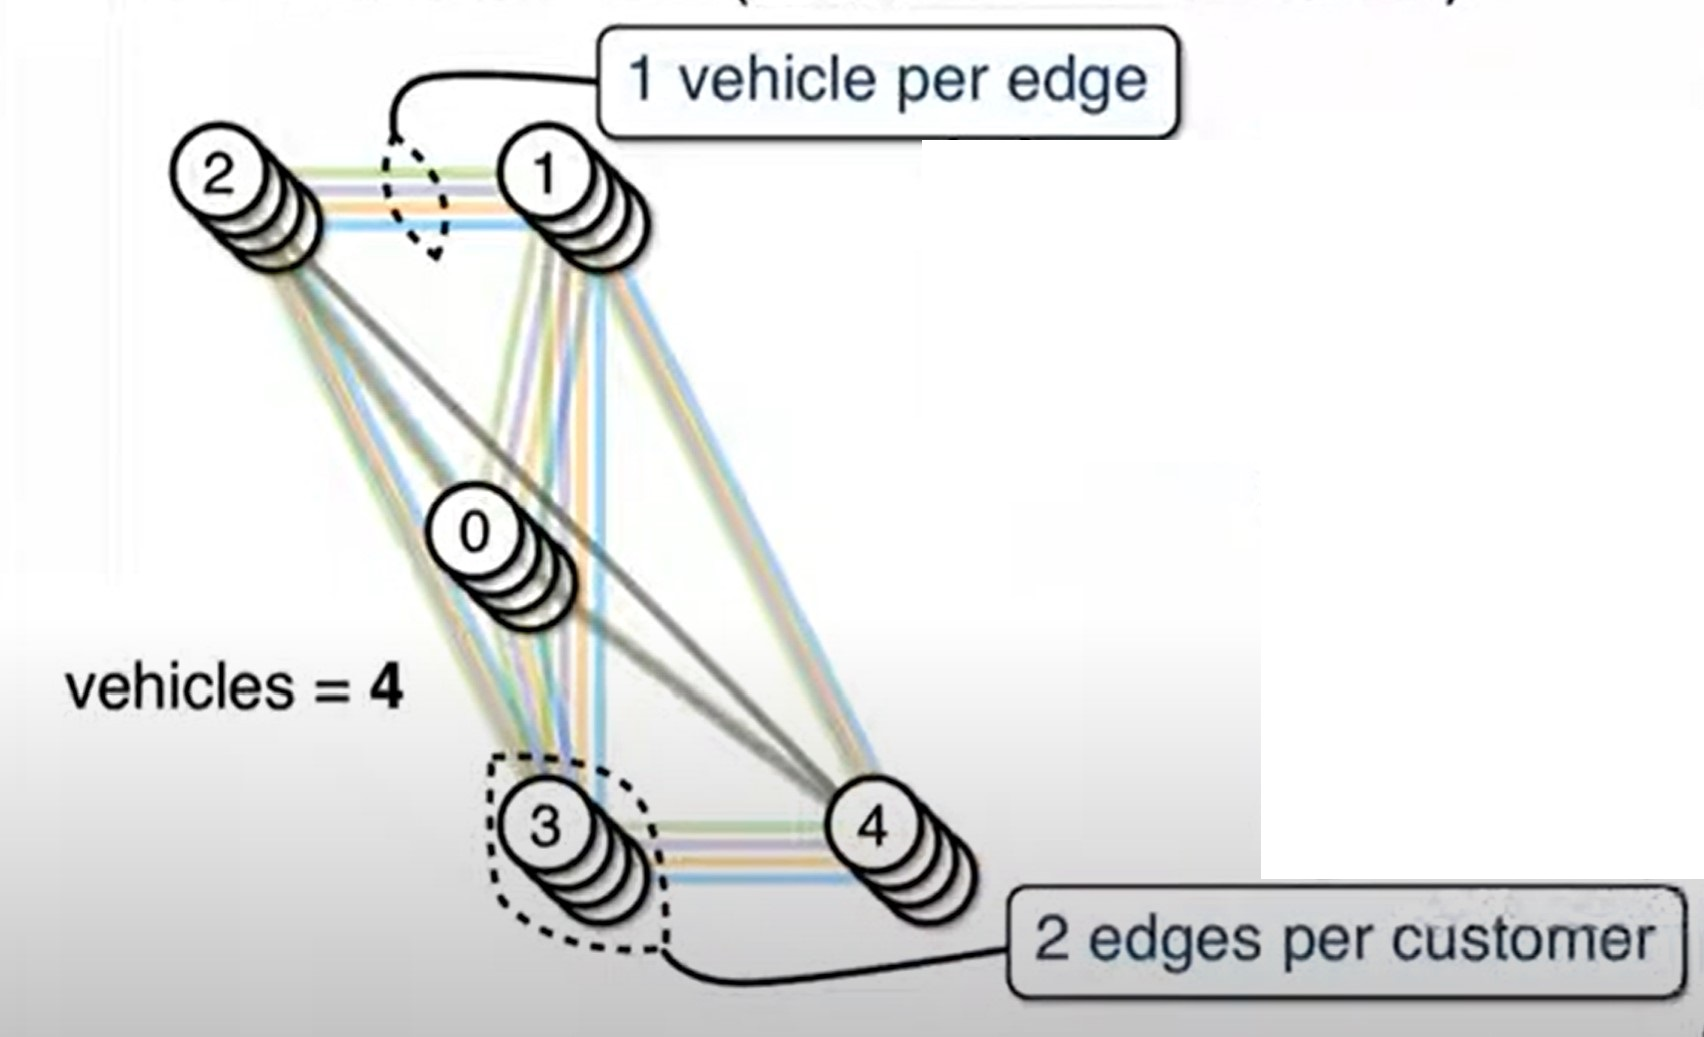 1 vehicle per edge
2
1
0
vehicles = 4
3
4
2 edges per customer